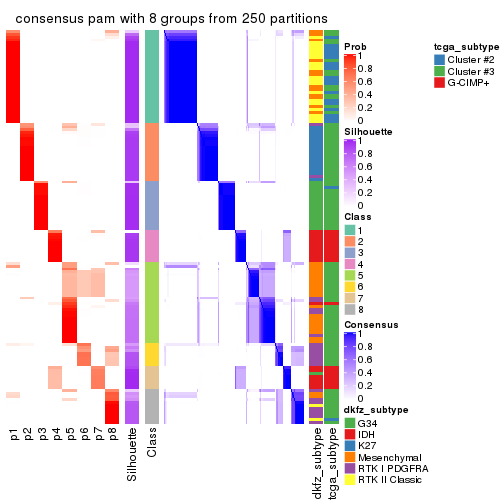 consensus pam with 8 groups from 250 partitions
p1
p2
p3
p4
p5
p6
p7
p8
Silhouette
Class
dkfz_subtype
tcga_subtype
Prob
1
0.8
0.6
0.4
0.2
0
Silhouette
1
0.8
0.6
0.4
0.2
0
Class
1
2
3
4
5
6
7
8
Consensus
1
0.8
0.6
0.4
0.2
0
dkfz_subtype
G34
IDH
K27
Mesenchymal
RTK I PDGFRA
RTK II Classic
tcga_subtype
Cluster #2
Cluster #3
G-CIMP+